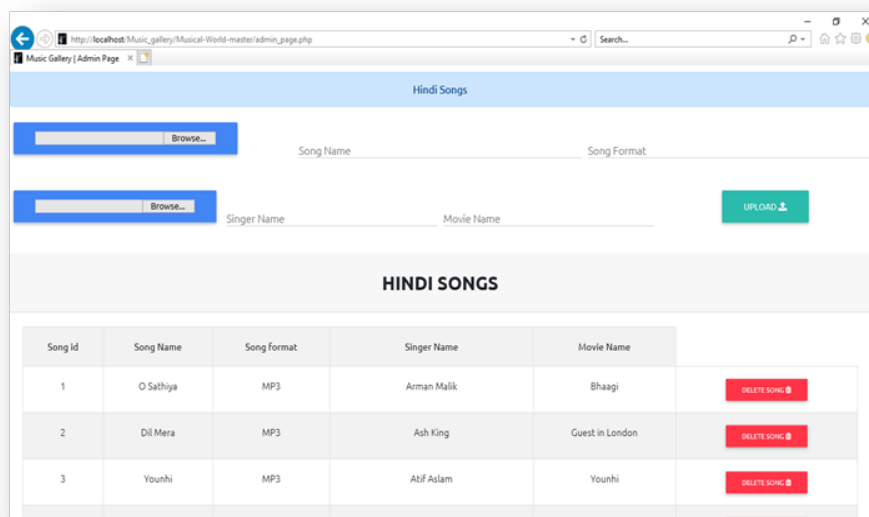 http://localhost/Music_gallery/Musical-World-master/admin_page.php
Search...
Music Gallery | Admin Page
Hindi Songs
Browse...
Song Name
Song Format
Browse...
Singer Name
Movie Name
UPLOAD
HINDI SONGS
Song id Song Name Song format Singer Name Movie Name
1 O Sathiya MP3 Arman Malik Bhaagi DELETE SONG
2 Dil Mera MP3 Ash King Guest in London DELETE SONG
3 Younhi MP3 Atif Aslam Younhi DELETE SONG